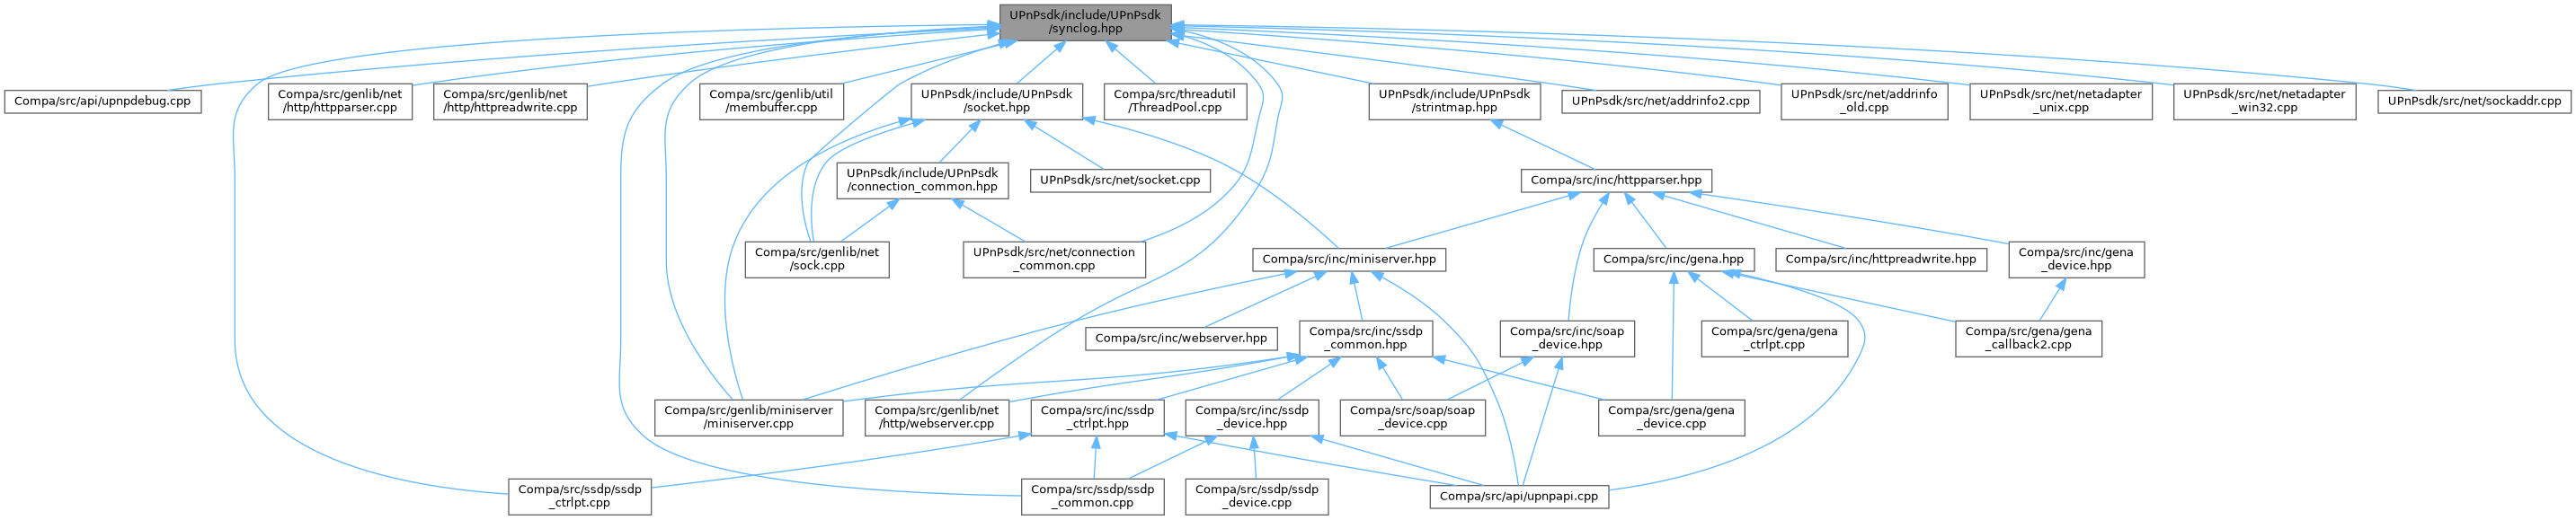 UPnPsdk/include/UPnPsdk
/synclog.hpp
Compa/src/api/upnpdebug.cpp
Compa/src/genlib/net
/http/httpparser.cpp
Compa/src/genlib/net
/http/httpreadwrite.cpp
Compa/src/genlib/util
/membuffer.cpp
UPnPsdk/include/UPnPsdk
/socket.hpp
Compa/src/threadutil
/ThreadPool.cpp
UPnPsdk/include/UPnPsdk
/strintmap.hpp
UPnPsdk/src/net/addrinfo2.cpp
UPnPsdk/src/net/addrinfo
_old.cpp
UPnPsdk/src/net/netadapter
_unix.cpp
UPnPsdk/src/net/netadapter
_win32.cpp
UPnPsdk/src/net/sockaddr.cpp
UPnPsdk/include/UPnPsdk
/connection_common.hpp
UPnPsdk/src/net/socket.cpp
Compa/src/inc/httpparser.hpp
Compa/src/genlib/net
/sock.cpp
UPnPsdk/src/net/connection
_common.cpp
Compa/src/inc/miniserver.hpp
Compa/src/inc/gena.hpp
Compa/src/inc/httpreadwrite.hpp
Compa/src/inc/gena
_device.hpp
Compa/src/inc/webserver.hpp
Compa/src/inc/ssdp
_common.hpp
Compa/src/inc/soap
_device.hpp
Compa/src/gena/gena
_ctrlpt.cpp
Compa/src/gena/gena
_callback2.cpp
Compa/src/genlib/miniserver
/miniserver.cpp
Compa/src/genlib/net
/http/webserver.cpp
Compa/src/inc/ssdp
_ctrlpt.hpp
Compa/src/inc/ssdp
_device.hpp
Compa/src/soap/soap
_device.cpp
Compa/src/gena/gena
_device.cpp
Compa/src/ssdp/ssdp
_ctrlpt.cpp
Compa/src/ssdp/ssdp
_common.cpp
Compa/src/ssdp/ssdp
_device.cpp
Compa/src/api/upnpapi.cpp